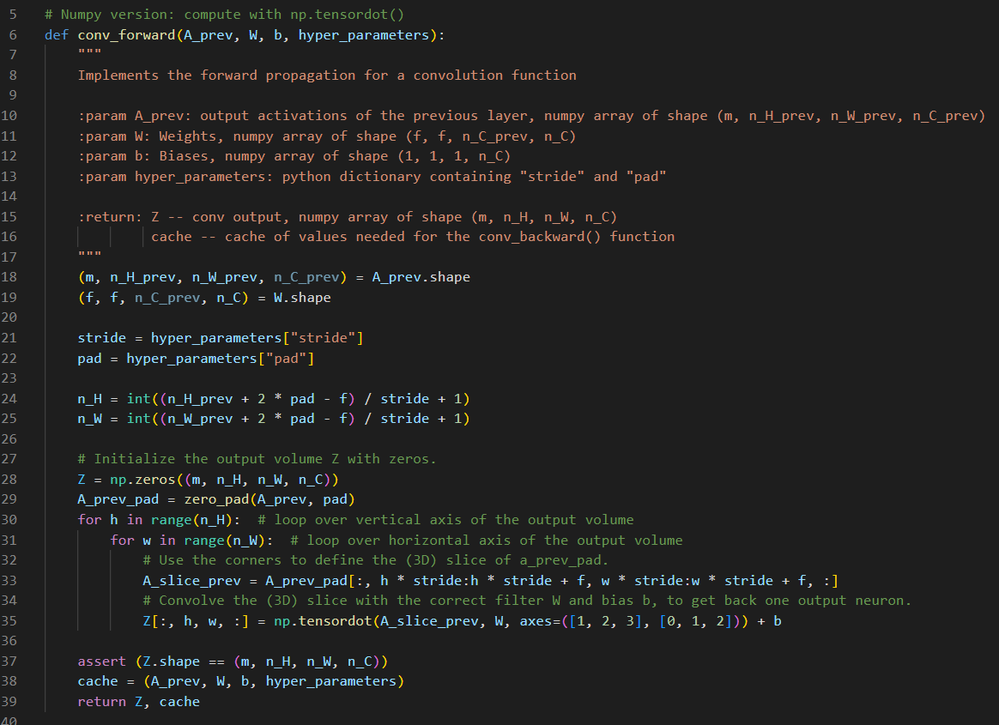 5 # Numpy version: compute with np.tensordot()
6 def conv_forward(A_prev, W, b, hyper_parameters):
7     """
8     Implements the forward propagation for a convolution function
9
10     :param A_prev: output activations of the previous layer, numpy array of shape (m, n_H_prev, n_W_prev, n_C_prev)
11     :param W: Weights, numpy array of shape (f, f, n_C_prev, n_C)
12     :param b: Biases, numpy array of shape (1, 1, 1, n_C)
13     :param hyper_parameters: python dictionary containing "stride" and "pad"
14
15     :return: Z -- conv output, numpy array of shape (m, n_H, n_W, n_C)
16              cache -- cache of values needed for the conv_backward() function
17     """
18     (m, n_H_prev, n_W_prev, n_C_prev) = A_prev.shape
19     (f, f, n_C_prev, n_C) = W.shape
20
21     stride = hyper_parameters["stride"]
22     pad = hyper_parameters["pad"]
23
24     n_H = int((n_H_prev + 2 * pad - f) / stride + 1)
25     n_W = int((n_W_prev + 2 * pad - f) / stride + 1)
26
27     # Initialize the output volume Z with zeros.
28     Z = np.zeros((m, n_H, n_W, n_C))
29     A_prev_pad = zero_pad(A_prev, pad)
30     for h in range(n_H):  # loop over vertical axis of the output volume
31         for w in range(n_W):  # loop over horizontal axis of the output volume
32             # Use the corners to define the (3D) slice of a_prev_pad.
33             A_slice_prev = A_prev_pad[:, h * stride:h * stride + f, w * stride:w * stride + f, :]
34             # Convolve the (3D) slice with the correct filter W and bias b, to get back one output neuron.
35             Z[:, h, w, :] = np.tensordot(A_slice_prev, W, axes=([1, 2, 3], [0, 1, 2])) + b
36
37     assert (Z.shape == (m, n_H, n_W, n_C))
38     cache = (A_prev, W, b, hyper_parameters)
39     return Z, cache
40